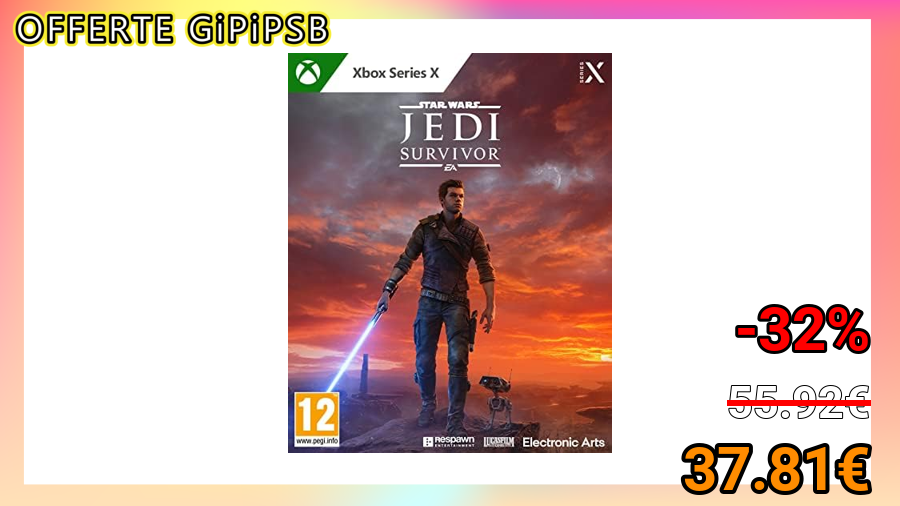 OFFERTE GiPiPSB
Xbox Series X
SERIES X
STAR WARS
JEDI
SURVIVOR
EA
-32%
55.92€
37.81€
12
www.pegi.info
Respawn
ENTERTAINMENT
LUCASFILM
Electronic Arts